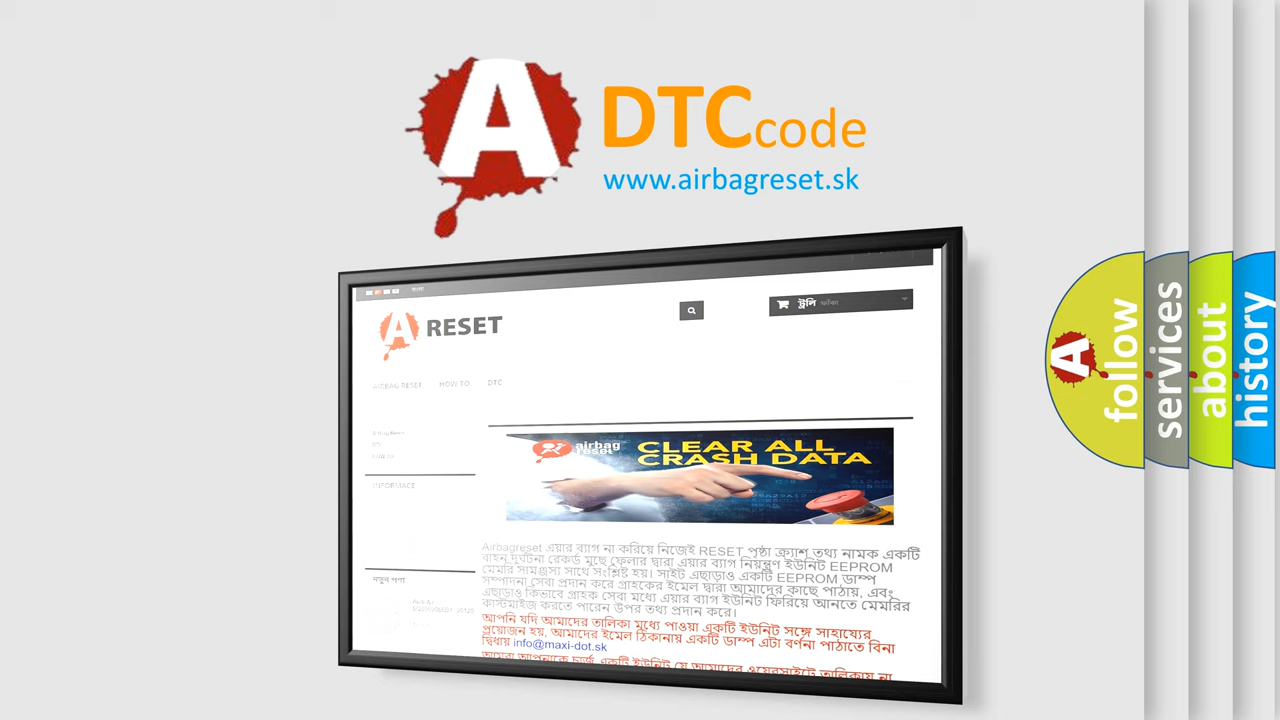 A
DTCcode
www.airbagreset.sk
বাংলা
A RESET
ট্রলি ফাঁকা
AIRBAG RESET HOW TO DTC
INFORMACE
airbag
reset
CLEAR ALL
CRASH DATA
Airbagreset এয়ার ব্যাগ না করিয়ে নিজেই RESET পৃষ্ঠা ক্র্যাশ তথ্য নামক একটি
বাহন দুর্ঘটনা রেকর্ড মুছে ফেলার দ্বারা এয়ার ব্যাগ নিয়ন্ত্রণ ইউনিট EEPROM
মেমরি সামঞ্জস্য সাথে সংশ্লিষ্ট হয়। সাইট এছাড়াও একটি EEPROM ডাম্প
সম্পাদনা সেবা প্রদান করে গ্রাহকের ইমেল দ্বারা আমাদের কাছে পাঠায়, এবং
এছাড়াও কিভাবে গ্রাহক সেবা মধ্যে এয়ার ব্যাগ ইউনিট ফিরিয়ে আনতে মেমরির
কাস্টমাইজ করতে পারেন উপর তথ্য প্রদান করে।
আপনি যদি আমাদের তালিকা মধ্যে পাওয়া একটি ইউনিট সঙ্গে সাহায্যের
প্রয়োজন হয়, আমাদের ইমেল ঠিকানায় একটি ডাম্প এটা বর্ণনা পাঠাতে বিনা
দ্বিধায় info@maxi-dot.sk
নতুন পণ্য
follow
services
about
history